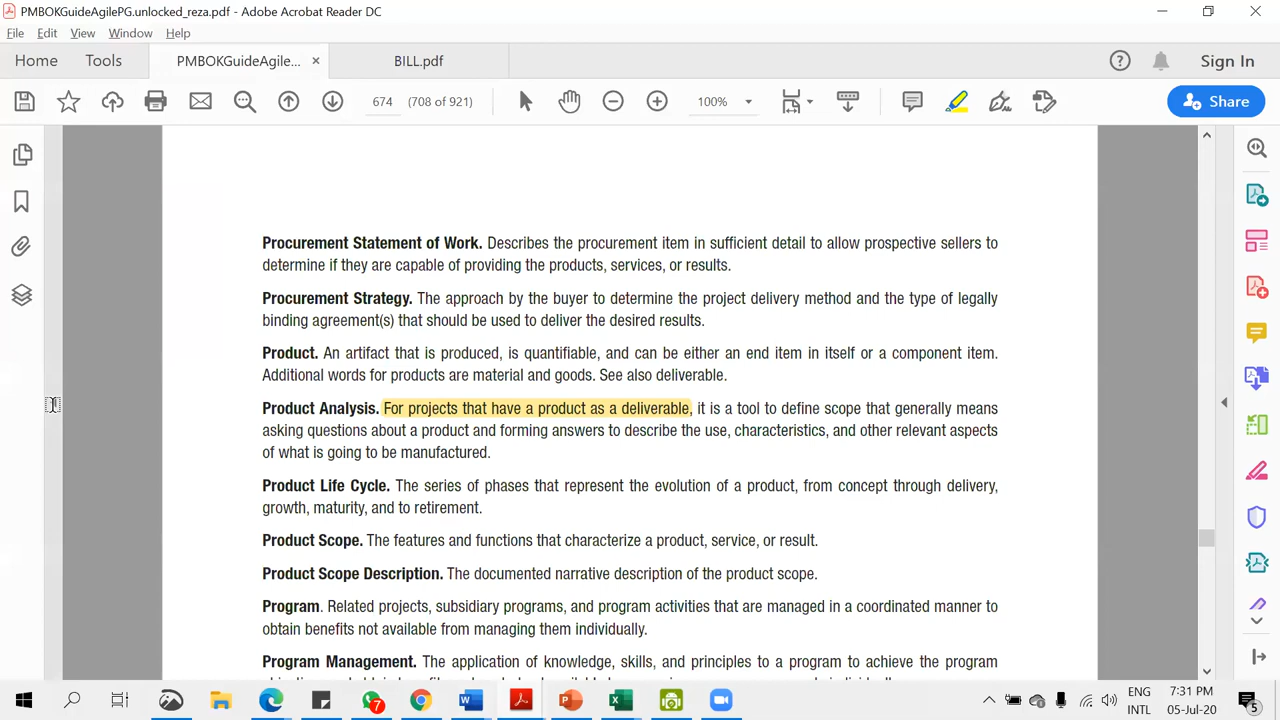 PMBOKGuideAgilePG.unlocked_reza.pdf - Adobe Acrobat Reader DC
File Edit View Window Help
Home Tools PMBOKGuideAgile... × BILL.pdf Sign In
674 (708 of 921) 100% Share
Procurement Statement of Work. Describes the procurement item in sufficient detail to allow prospective sellers to
determine if they are capable of providing the products, services, or results.
Procurement Strategy. The approach by the buyer to determine the project delivery method and the type of legally
binding agreement(s) that should be used to deliver the desired results.
Product. An artifact that is produced, is quantifiable, and can be either an end item in itself or a component item.
Additional words for products are material and goods. See also deliverable.
Product Analysis. For projects that have a product as a deliverable, it is a tool to define scope that generally means
asking questions about a product and forming answers to describe the use, characteristics, and other relevant aspects
of what is going to be manufactured.
Product Life Cycle. The series of phases that represent the evolution of a product, from concept through delivery,
growth, maturity, and to retirement.
Product Scope. The features and functions that characterize a product, service, or result.
Product Scope Description. The documented narrative description of the product scope.
Program. Related projects, subsidiary programs, and program activities that are managed in a coordinated manner to
obtain benefits not available from managing them individually.
Program Management. The application of knowledge, skills, and principles to a program to achieve the program
7 ENG 7:31 PM
INTL 05-Jul-20 5